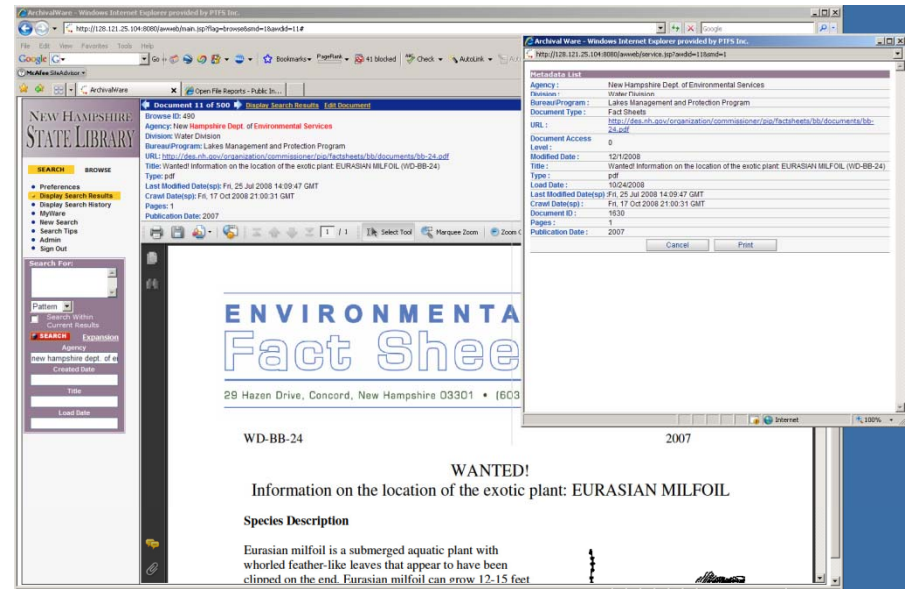 ArchivalWare - Windows Internet Explorer provided by PTFS Inc.
http://128.121.25.104:8080/awweb/main.jsp?flag=browse&smd=1&awdid=11#
Google
File Edit View Favorites Tools Help
Google G
Go
Bookmarks
PageRank
41 blocked
Check
AutoLink
McAfee SiteAdvisor
ArchivalWare
Open File Reports - Public In...
NEW HAMPSHIRE
STATE LIBRARY
SEARCH BROWSE
Preferences
Display Search Results
Display Search History
MyWare
New Search
Search Tips
Admin
Sign Out
Search For:
Pattern
Search Within
Current Results
SEARCH Expansion
Agency
new hampshire dept. of e
Created Date
Title
Load Date
Document 11 of 500 Display Search Results Edit Document
Browse ID: 490
Agency: New Hampshire Dept. of Environmental Services
Division: Water Division
Bureau\Program: Lakes Management and Protection Program
URL: http://des.nh.gov/organization/commissioner/pip/factsheets/bb/documents/bb-24.pdf
Title: Wanted! Information on the location of the exotic plant: EURASIAN MILFOIL (WD-BB-24)
Type: pdf
Last Modified Date(sp): Fri, 25 Jul 2008 14:09:47 GMT
Crawl Date(sp): Fri, 17 Oct 2008 21:00:31 GMT
Pages: 1
Publication Date: 2007
1 / 1 Select Tool Marquee Zoom Zoom
ENVIRONMENTA
Fact Shee
29 Hazen Drive, Concord, New Hampshire 03301 • (603
WD-BB-24 2007
WANTED!
Information on the location of the exotic plant: EURASIAN MILFOIL
Species Description
Eurasian milfoil is a submerged aquatic plant with
whorled feather-like leaves that appear to have been
clipped on the end. Eurasian milfoil can grow 12-15 feet
Archival Ware - Windows Internet Explorer provided by PTFS Inc.
http://128.121.25.104:8080/awweb/service.jsp?awdid=11&smd=1
Metadata List
Agency : New Hampshire Dept. of Environmental Services
Division : Water Division
Bureau\Program : Lakes Management and Protection Program
Document Type : Fact Sheets
URL : http://des.nh.gov/organization/commissioner/pip/factsheets/bb/documents/bb-
24.pdf
Document Access
Level : 0
Modified Date : 12/1/2008
Title : Wanted! Information on the location of the exotic plant: EURASIAN MILFOIL (WD-BB-24)
Type : pdf
Load Date : 10/24/2008
Last Modified Date(sp) : Fri, 25 Jul 2008 14:09:47 GMT
Crawl Date(sp) : Fri, 17 Oct 2008 21:00:31 GMT
Document ID : 1630
Pages : 1
Publication Date : 2007
Cancel Print
Internet 100%